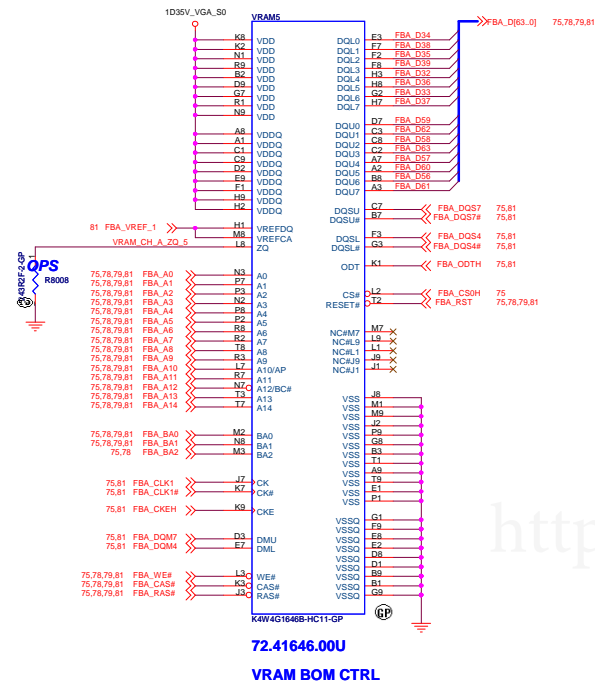 1D35V_VGA_S0
VRAM5
FBA_D[63..0] 75,78,79,81
K8 VDD DQL0 E3 FBA_D34
K2 VDD DQL1 F7 FBA_D38
N1 VDD DQL2 F2 FBA_D35
R9 VDD DQL3 F8 FBA_D39
B2 VDD DQL4 H3 FBA_D32
D9 VDD DQL5 H8 FBA_D36
G7 VDD DQL6 G2 FBA_D33
R1 VDD DQL7 H7 FBA_D37
N9 VDD
DQU0 D7 FBA_D59
A8 VDDQ DQU1 C3 FBA_D62
A1 VDDQ DQU2 C8 FBA_D58
C1 VDDQ DQU3 C2 FBA_D63
C9 VDDQ DQU4 A7 FBA_D57
D2 VDDQ DQU5 A2 FBA_D60
E9 VDDQ DQU6 B8 FBA_D56
F1 VDDQ DQU7 A3 FBA_D61
H9 VDDQ
H2 VDDQ DQSU C7 FBA_DQS7 75,81
DQSU# B7 FBA_DQS7# 75,81
81 FBA_VREF_1 H1 VREFDQ
M8 VREFCA DQSL F3 FBA_DQS4 75,81
VRAM_CH_A_ZQ_5 L8 ZQ DQSL# G3 FBA_DQS4# 75,81
OPS
1
R8008
43R2F-2-GP
ODT K1 FBA_ODTH 75,81
75,78,79,81 FBA_A0 N3 A0
75,78,79,81 FBA_A1 P7 A1
75,78,79,81 FBA_A2 P3 A2 CS# L2 FBA_CS0H 75
75,78,79,81 FBA_A3 N2 A3 RESET# T2 FBA_RST 75,78,79,81
75,78,79,81 FBA_A4 P8 A4
75,78,79,81 FBA_A5 P2 A5
75,78,79,81 FBA_A6 R8 A6 NC#M7 M7
75,78,79,81 FBA_A7 R2 A7 NC#L9 L9
75,78,79,81 FBA_A8 T8 A8 NC#L1 L1
75,78,79,81 FBA_A9 R3 A9 NC#J9 J9
75,78,79,81 FBA_A10 L7 A10/AP NC#J1 J1
75,78,79,81 FBA_A11 R7 A11
75,78,79,81 FBA_A12 N7 A12/BC#
75,78,79,81 FBA_A13 T3 A13 VSS J8
75,78,79,81 FBA_A14 T7 A14 VSS M1
VSS M9
VSS J2
75,78,79,81 FBA_BA0 M2 BA0 VSS P9
75,78,79,81 FBA_BA1 N8 BA1 VSS G8
75,78 FBA_BA2 M3 BA2 VSS B3
VSS T1
VSS A9
75,81 FBA_CLK1 J7 CK VSS T9
75,81 FBA_CLK1# K7 CK# VSS E1
VSS P1
75,81 FBA_CKEH K9 CKE
VSSQ G1
VSSQ F9
75,81 FBA_DQM7 D3 DMU VSSQ E8
75,81 FBA_DQM4 E7 DML VSSQ E2
VSSQ D8
VSSQ D1
75,78,79,81 FBA_WE# L3 WE# VSSQ B9
75,78,79,81 FBA_CAS# K3 CAS# VSSQ B1
75,78,79,81 FBA_RAS# J3 RAS# VSSQ G9
K4W4G1646B-HC11-GP
GP
72.41646.00U
VRAM BOM CTRL
http